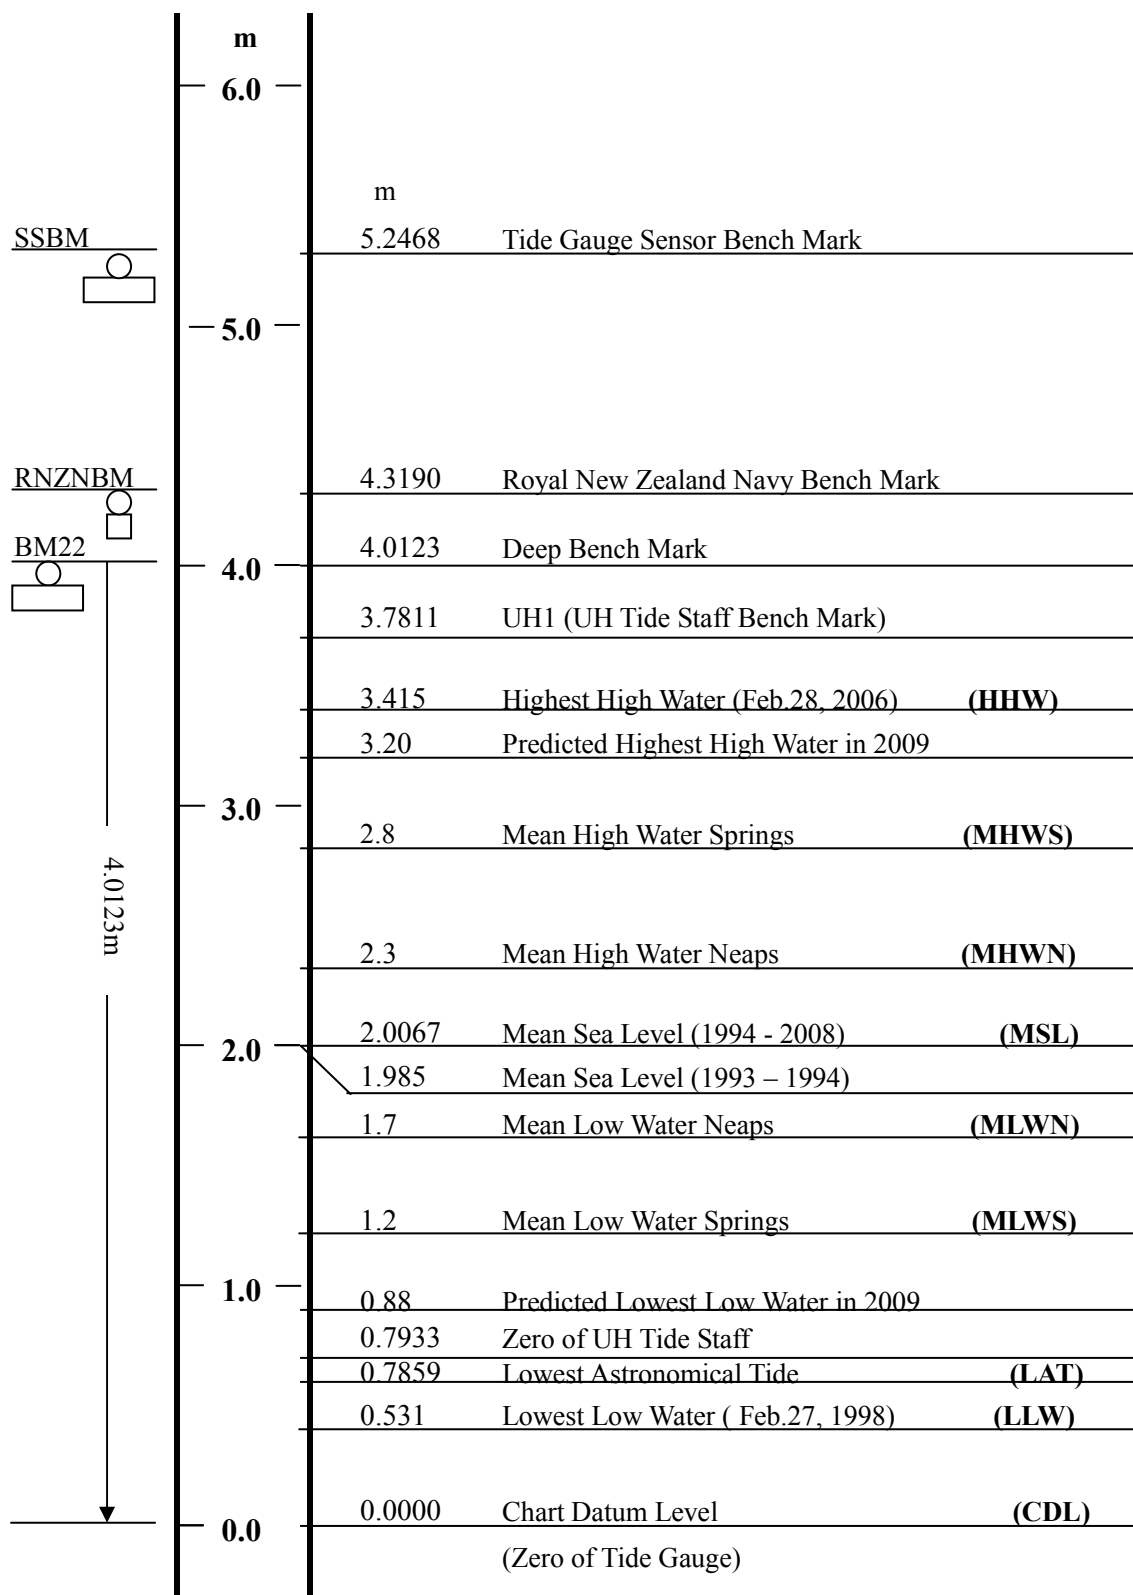 m
6.0
m
SSBM
5.2468 Tide Gauge Sensor Bench Mark
5.0
RNZNBM
4.3190 Royal New Zealand Navy Bench Mark
BM22
4.0123 Deep Bench Mark
4.0
3.7811 UH1 (UH Tide Staff Bench Mark)
3.415 Highest High Water (Feb.28, 2006) (HHW)
3.20 Predicted Highest High Water in 2009
3.0
2.8 Mean High Water Springs (MHWS)
4.0123m
2.3 Mean High Water Neaps (MHWN)
2.0067 Mean Sea Level (1994 - 2008) (MSL)
2.0
1.985 Mean Sea Level (1993 – 1994)
1.7 Mean Low Water Neaps (MLWN)
1.2 Mean Low Water Springs (MLWS)
1.0
0.88 Predicted Lowest Low Water in 2009
0.7933 Zero of UH Tide Staff
0.7859 Lowest Astronomical Tide (LAT)
0.531 Lowest Low Water ( Feb.27, 1998) (LLW)
0.0000 Chart Datum Level (CDL)
0.0
(Zero of Tide Gauge)